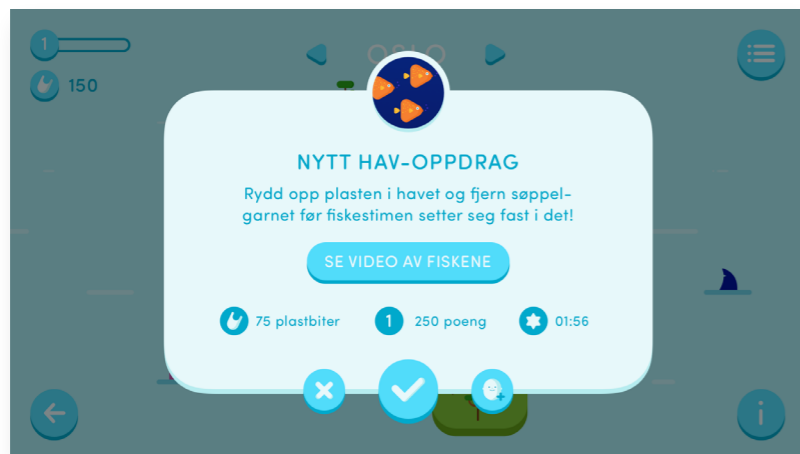 1
OSLO
150
NYTT HAV-OPPDRAG
Rydd opp plasten i havet og fjern søppel-
garnet før fiskestimen setter seg fast i det!
SE VIDEO AV FISKENE
75 plastbiter
1
250 poeng
01:56
i